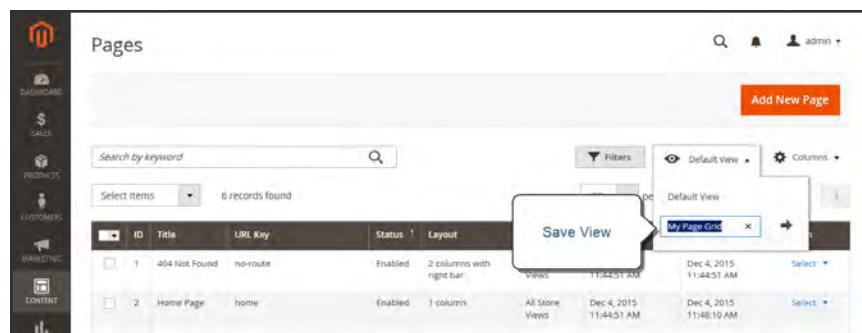 Pages
admin
DASHBOARD
Add New Page
SALES
Search by keyword
Filters
Default View
Columns
PRODUCTS
Select Items
6 records found
Default View
CUSTOMERS
Save View
My Page Grid
ID Title URL Key Status Layout
MARKETING
1 404 Not Found no-route Enabled 2 columns with right bar Views Dec 4, 2015 11:44:51 AM Dec 4, 2015 11:44:51 AM Select
CONTENT
2 Home Page home Enabled 1 column All Store Views Dec 4, 2015 11:44:51 AM Dec 4, 2015 11:48:10 AM Select